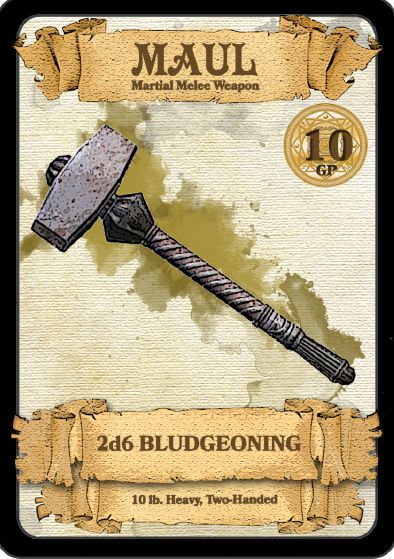 MAUL
Martial Melee Weapon
10
GP
2d6 BLUDGEONING
10 lb. Heavy, Two-Handed